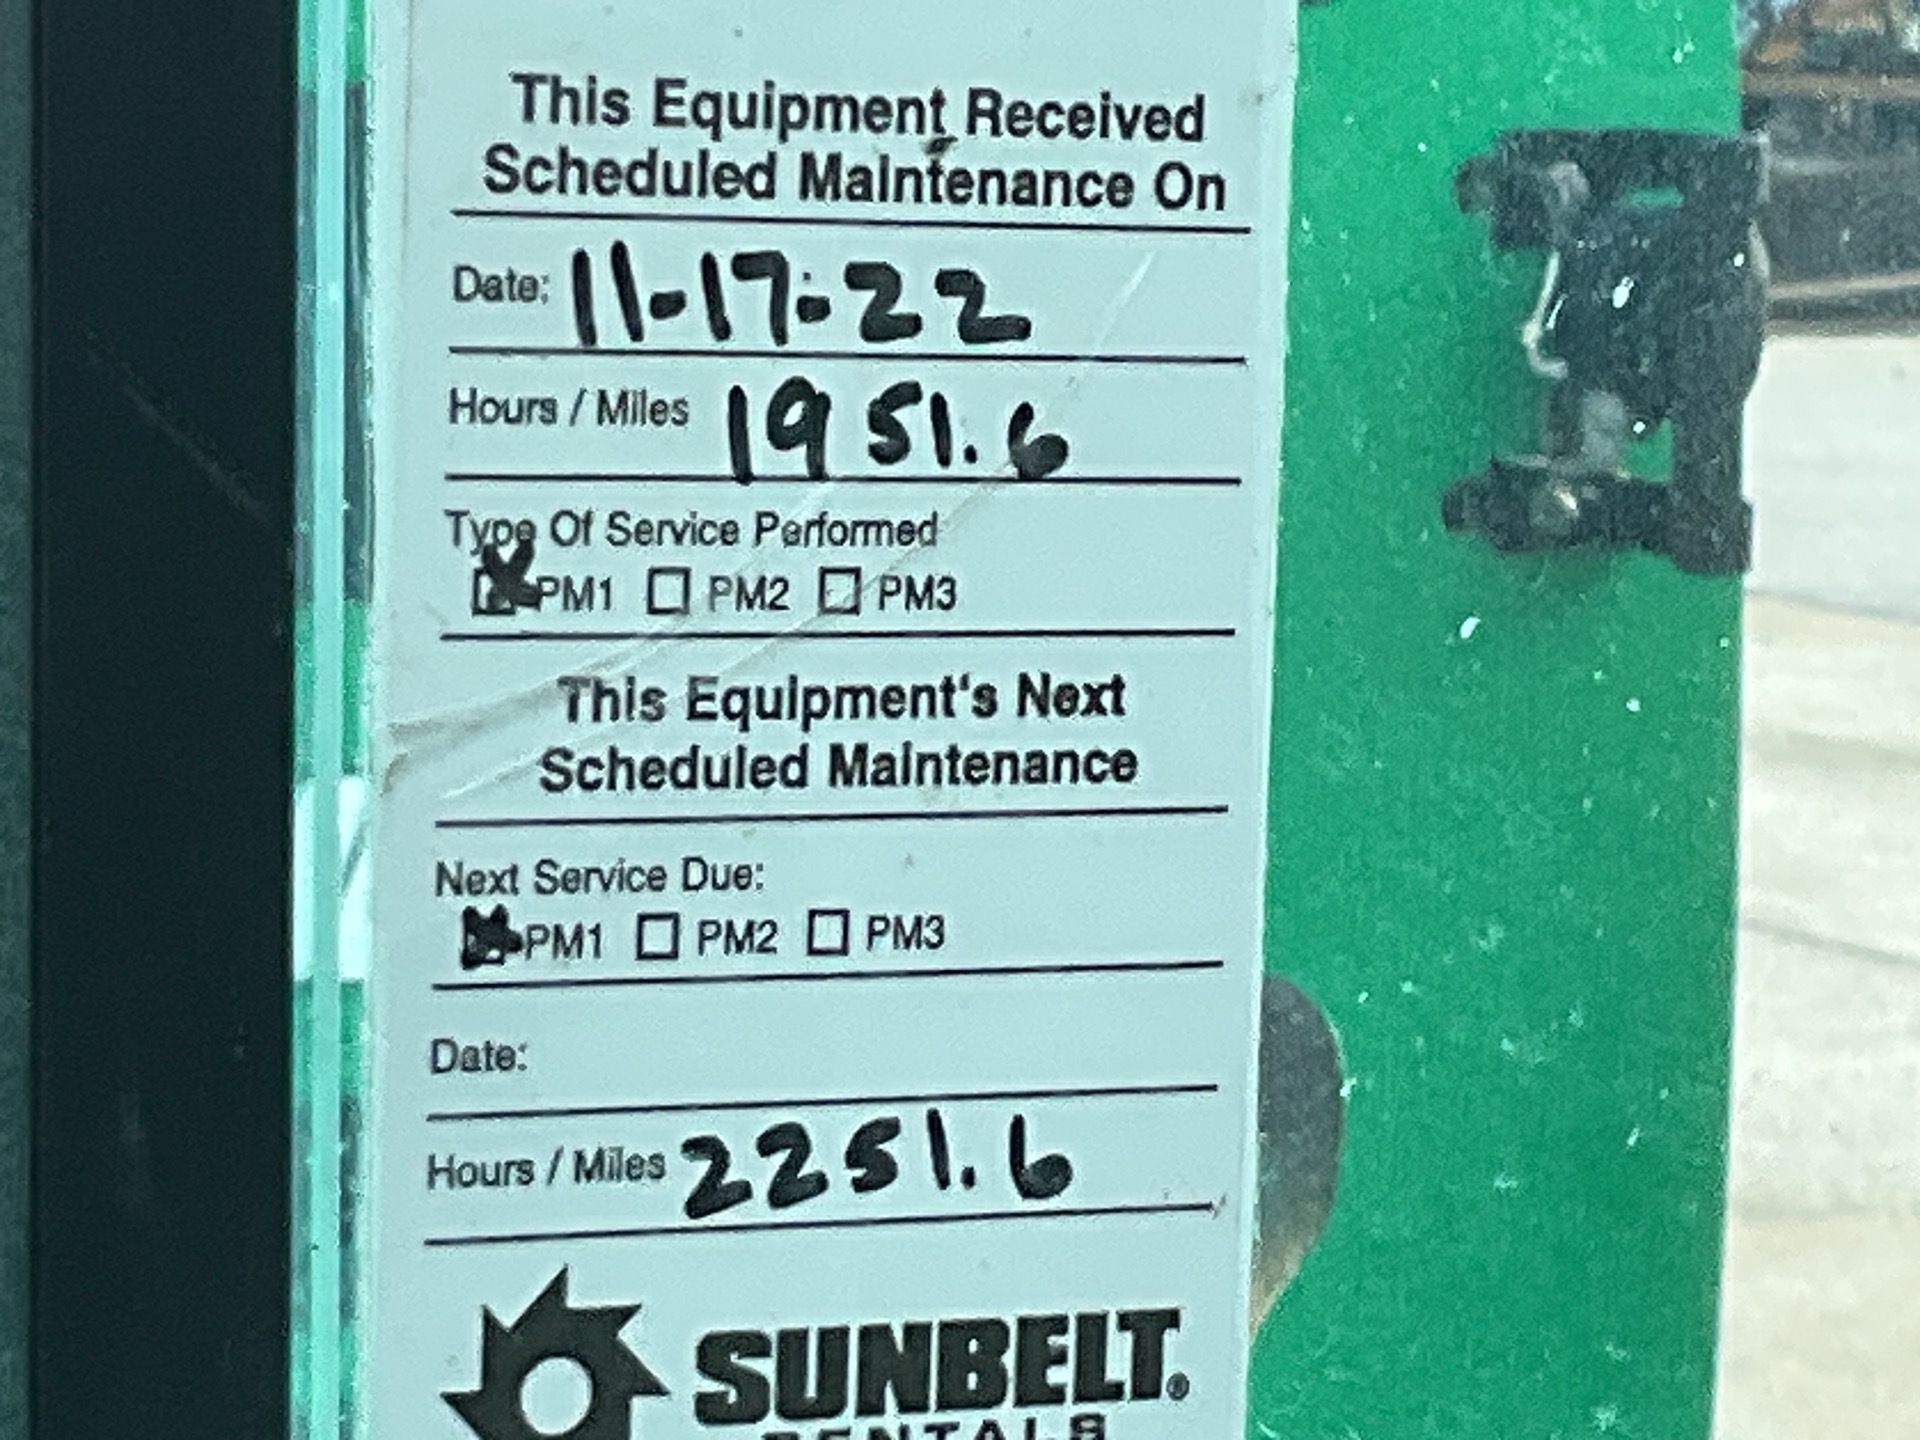 This Equipment Received
Scheduled Maintenance On
Date: 11-17-22
Hours / Miles 1951.6
Type Of Service Performed
PM1 PM2 PM3
This Equipment's Next
Scheduled Maintenance
Next Service Due:
PM1 PM2 PM3
Date:
Hours / Miles 2251.6
SUNBELT®
RENTALS